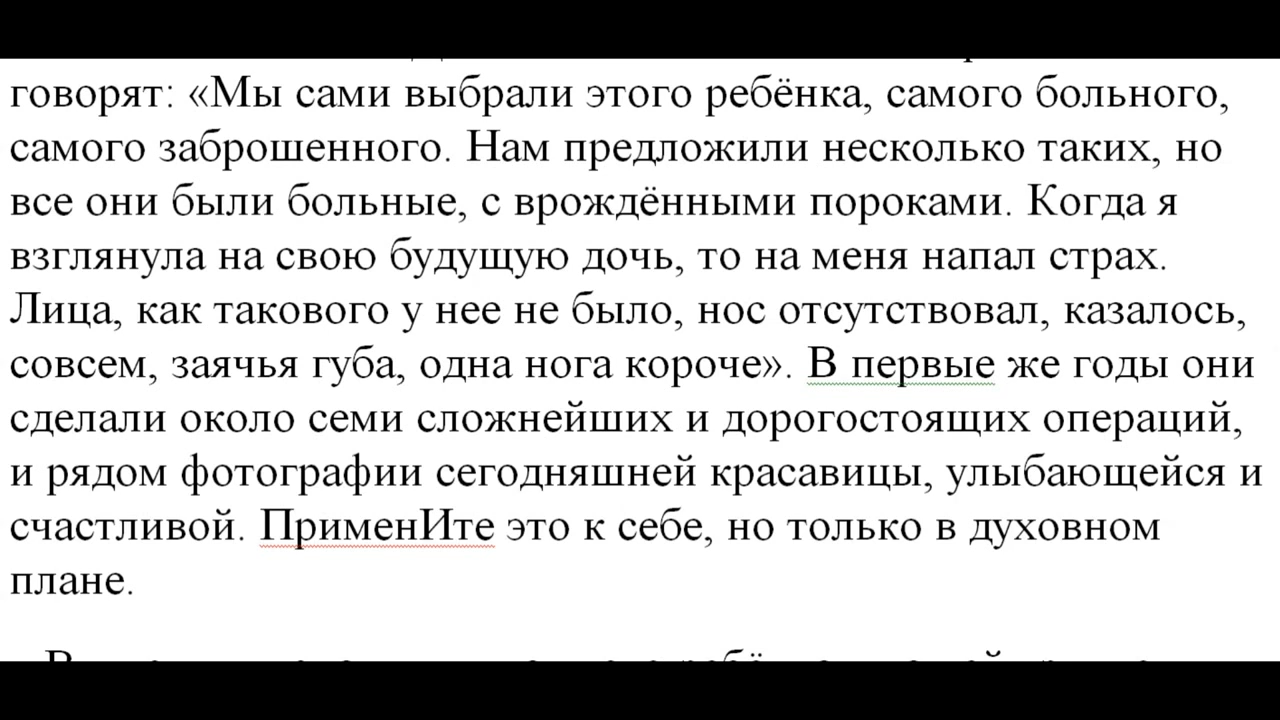 говорят: «Мы сами выбрали этого ребёнка, самого больного,
самого заброшенного. Нам предложили несколько таких, но
все они были больные, с врождёнными пороками. Когда я
взглянула на свою будущую дочь, то на меня напал страх.
Лица, как такового у нее не было, нос отсутствовал, казалось,
совсем, заячья губа, одна нога короче». В первые же годы они
сделали около семи сложнейших и дорогостоящих операций,
и рядом фотографии сегодняшней красавицы, улыбающейся и
счастливой. ПрименИте это к себе, но только в духовном
плане.